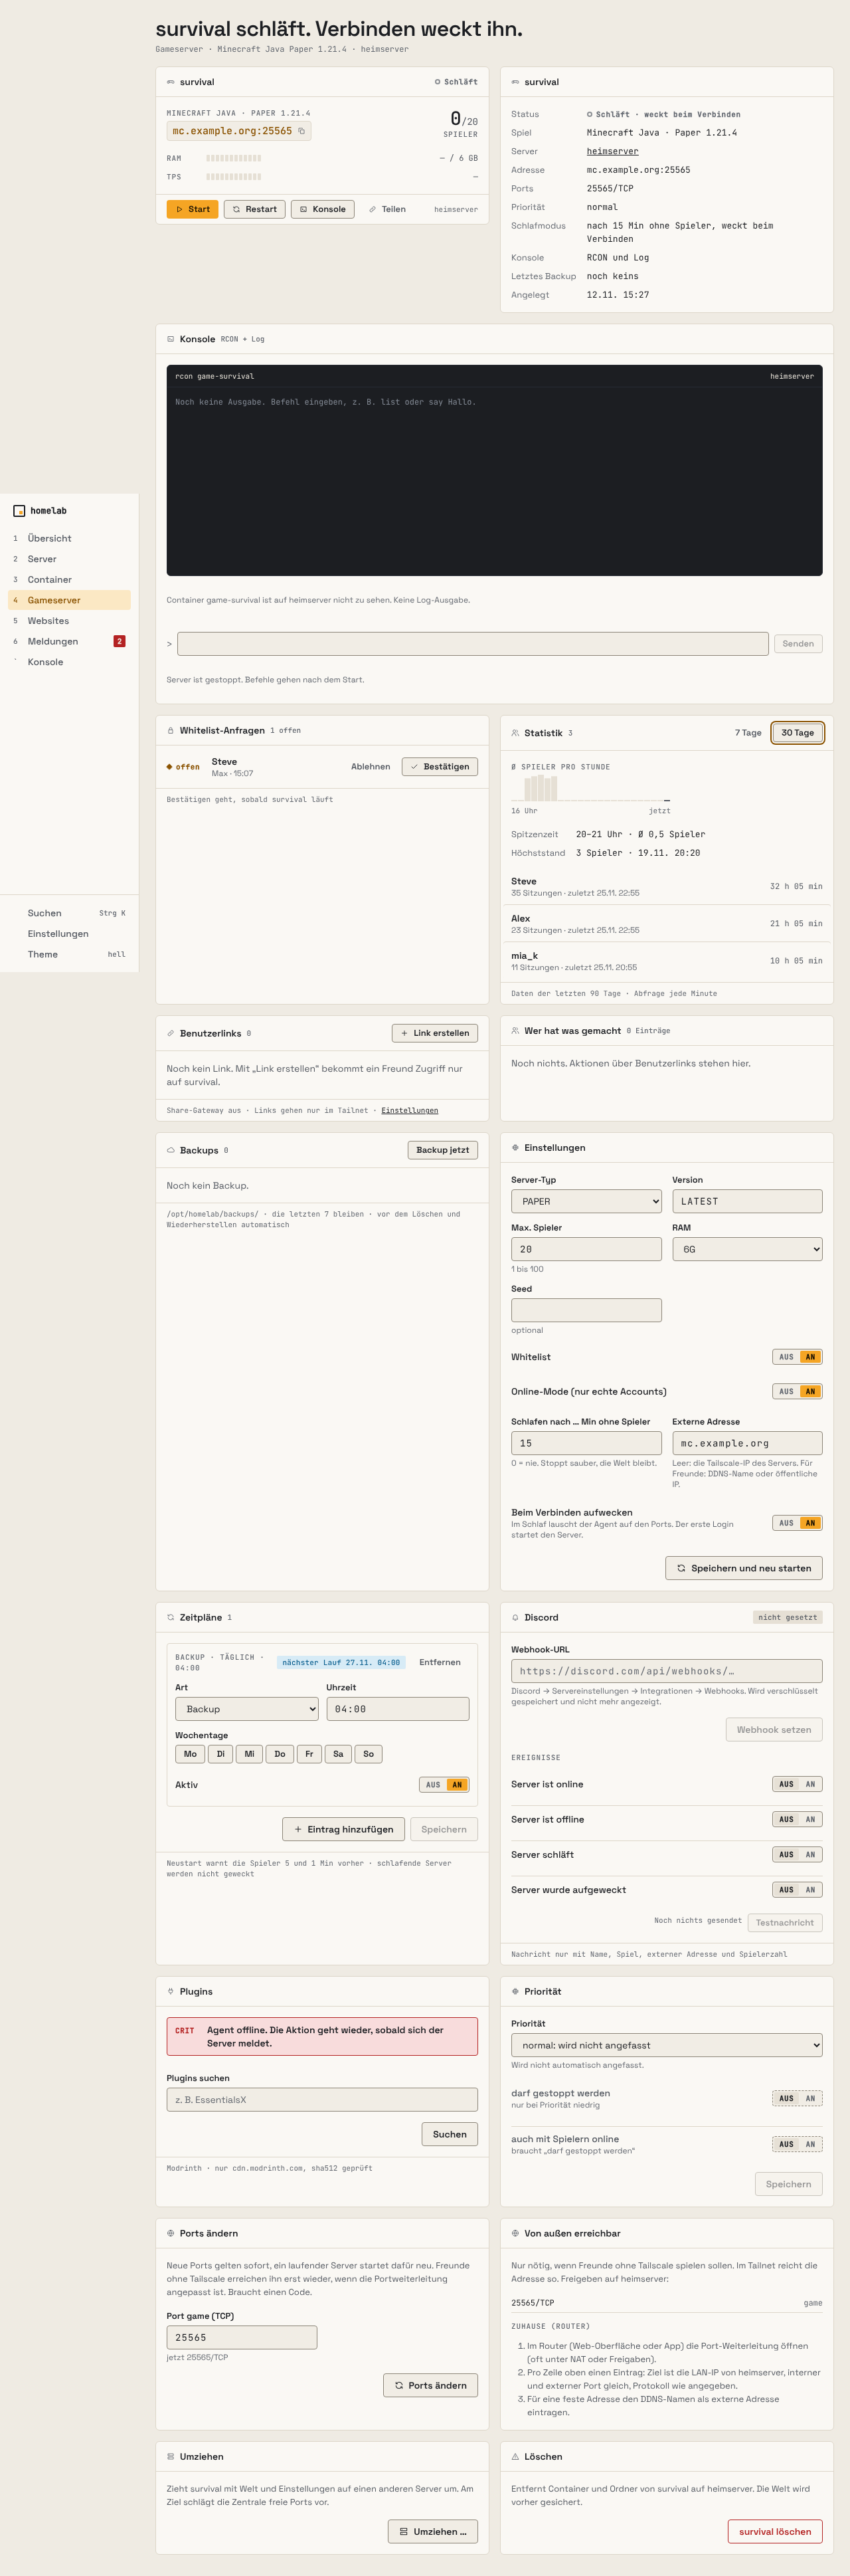 survival schläft. Verbinden weckt ihn.
Gameserver · Minecraft Java Paper 1.21.4 · heimserver
survival
Schläft
MINECRAFT JAVA · PAPER 1.21.4
mc.example.org:25565
0/20
SPIELER
RAM
— / 6 GB
TPS
—
Start
Restart
Konsole
Teilen
heimserver
survival
Status Schläft · weckt beim Verbinden
Spiel Minecraft Java · Paper 1.21.4
Server heimserver
Adresse mc.example.org:25565
Ports 25565/TCP
Priorität normal
Schlafmodus nach 15 Min ohne Spieler, weckt beim
Verbinden
Konsole RCON und Log
Letztes Backup noch keins
Angelegt 12.11. 15:27
Konsole RCON + Log
rcon game-survival
heimserver
Noch keine Ausgabe. Befehl eingeben, z. B. list oder say Hallo.
Container game-survival ist auf heimserver nicht zu sehen. Keine Log-Ausgabe.
>
Senden
Server ist gestoppt. Befehle gehen nach dem Start.
homelab
1 Übersicht
2 Server
3 Container
4 Gameserver
5 Websites
6 Meldungen 2
` Konsole
Suchen Strg K
Einstellungen
Theme hell
Whitelist-Anfragen 1 offen
offen
Steve
Max · 15:07
Ablehnen
Bestätigen
Bestätigen geht, sobald survival läuft
Statistik 3
7 Tage
30 Tage
Ø SPIELER PRO STUNDE
16 Uhr
jetzt
Spitzenzeit 20–21 Uhr · Ø 0,5 Spieler
Höchststand 3 Spieler · 19.11. 20:20
Steve
35 Sitzungen · zuletzt 25.11. 22:55
32 h 05 min
Alex
23 Sitzungen · zuletzt 25.11. 22:55
21 h 05 min
mia_k
11 Sitzungen · zuletzt 25.11. 20:55
10 h 05 min
Daten der letzten 90 Tage · Abfrage jede Minute
Benutzerlinks 0
Link erstellen
Noch kein Link. Mit „Link erstellen" bekommt ein Freund Zugriff nur
auf survival.
Share-Gateway aus · Links gehen nur im Tailnet · Einstellungen
Wer hat was gemacht 0 Einträge
Noch nichts. Aktionen über Benutzerlinks stehen hier.
Backups 0
Backup jetzt
Noch kein Backup.
/opt/homelab/backups/ · die letzten 7 bleiben · vor dem Löschen und
Wiederherstellen automatisch
Einstellungen
Server-Typ
PAPER
Version
LATEST
Max. Spieler
20
1 bis 100
RAM
6G
Seed
optional
Whitelist
AUS AN
Online-Mode (nur echte Accounts)
AUS AN
Schlafen nach … Min ohne Spieler
15
0 = nie. Stoppt sauber, die Welt bleibt.
Externe Adresse
mc.example.org
Leer: die Tailscale-IP des Servers. Für
Freunde: DDNS-Name oder öffentliche
IP.
Beim Verbinden aufwecken
Im Schlaf lauscht der Agent auf den Ports. Der erste Login
startet den Server.
AUS AN
Speichern und neu starten
Zeitpläne 1
BACKUP · TÄGLICH ·
04:00
nächster Lauf 27.11. 04:00
Entfernen
Art
Backup
Uhrzeit
04:00
Wochentage
Mo Di Mi Do Fr Sa So
Aktiv
AUS AN
Eintrag hinzufügen
Speichern
Neustart warnt die Spieler 5 und 1 Min vorher · schlafende Server
werden nicht geweckt
Discord
nicht gesetzt
Webhook-URL
https://discord.com/api/webhooks/…
Discord → Servereinstellungen → Integrationen → Webhooks. Wird verschlüsselt
gespeichert und nicht mehr angezeigt.
Webhook setzen
EREIGNISSE
Server ist online
AUS AN
Server ist offline
AUS AN
Server schläft
AUS AN
Server wurde aufgeweckt
AUS AN
Noch nichts gesendet
Testnachricht
Nachricht nur mit Name, Spiel, externer Adresse und Spielerzahl
Plugins
CRIT
Agent offline. Die Aktion geht wieder, sobald sich der
Server meldet.
Plugins suchen
z. B. EssentialsX
Suchen
Modrinth · nur cdn.modrinth.com, sha512 geprüft
Priorität
Priorität
normal: wird nicht angefasst
Wird nicht automatisch angefasst.
darf gestoppt werden
nur bei Priorität niedrig
AUS AN
auch mit Spielern online
braucht „darf gestoppt werden"
AUS AN
Speichern
Ports ändern
Neue Ports gelten sofort, ein laufender Server startet dafür neu. Freunde
ohne Tailscale erreichen ihn erst wieder, wenn die Portweiterleitung
angepasst ist. Braucht einen Code.
Port game (TCP)
25565
jetzt 25565/TCP
Ports ändern
Von außen erreichbar
Nur nötig, wenn Freunde ohne Tailscale spielen sollen. Im Tailnet reicht die
Adresse so. Freigeben auf heimserver:
25565/TCP
game
ZUHAUSE (ROUTER)
1. Im Router (Web-Oberfläche oder App) die Port-Weiterleitung öffnen
(oft unter NAT oder Freigaben).
2. Pro Zeile oben einen Eintrag: Ziel ist die LAN-IP von heimserver, interner
und externer Port gleich, Protokoll wie angegeben.
3. Für eine feste Adresse den DDNS-Namen als externe Adresse
eintragen.
Umziehen
Zieht survival mit Welt und Einstellungen auf einen anderen Server um. Am
Ziel schlägt die Zentrale freie Ports vor.
Umziehen …
Löschen
Entfernt Container und Ordner von survival auf heimserver. Die Welt wird
vorher gesichert.
survival löschen